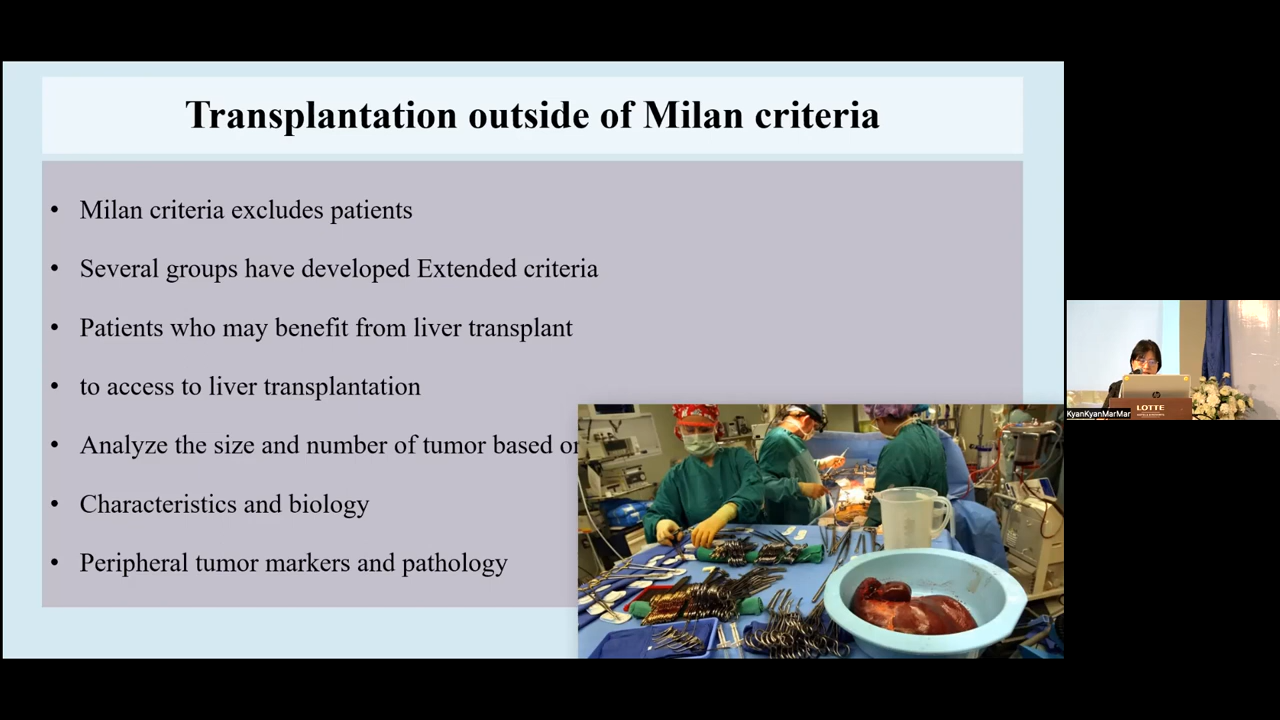 Transplantation outside of Milan criteria
• Milan criteria excludes patients
• Several groups have developed Extended criteria
• Patients who may benefit from liver transplant
• to access to liver transplantation
• Analyze the size and number of tumor based
• Characteristics and biology
• Peripheral tumor markers and pathology
hp
LOTTE
KyanKyanMarMar